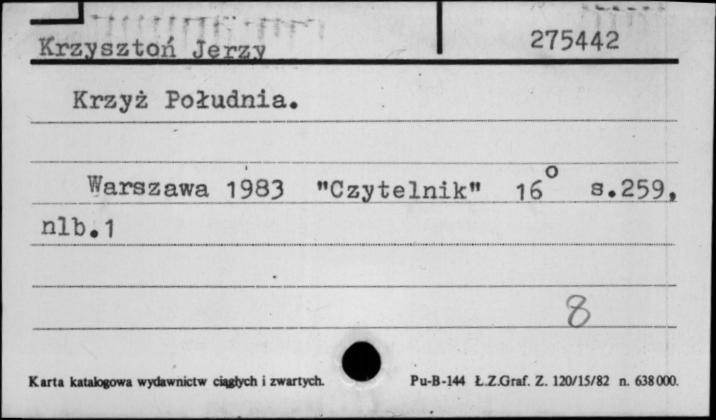 Krzysztoń Jerzy 275442
Krzyż Południa.
Warszawa 1983 "Czytelnik" 16° s.259,
nlb.1
8
Karta katalogowa wydawnictw ciągłych i zwartych. Pu-B-144 Ł.Z.Graf. Z. 120/15/82 n. 638000.